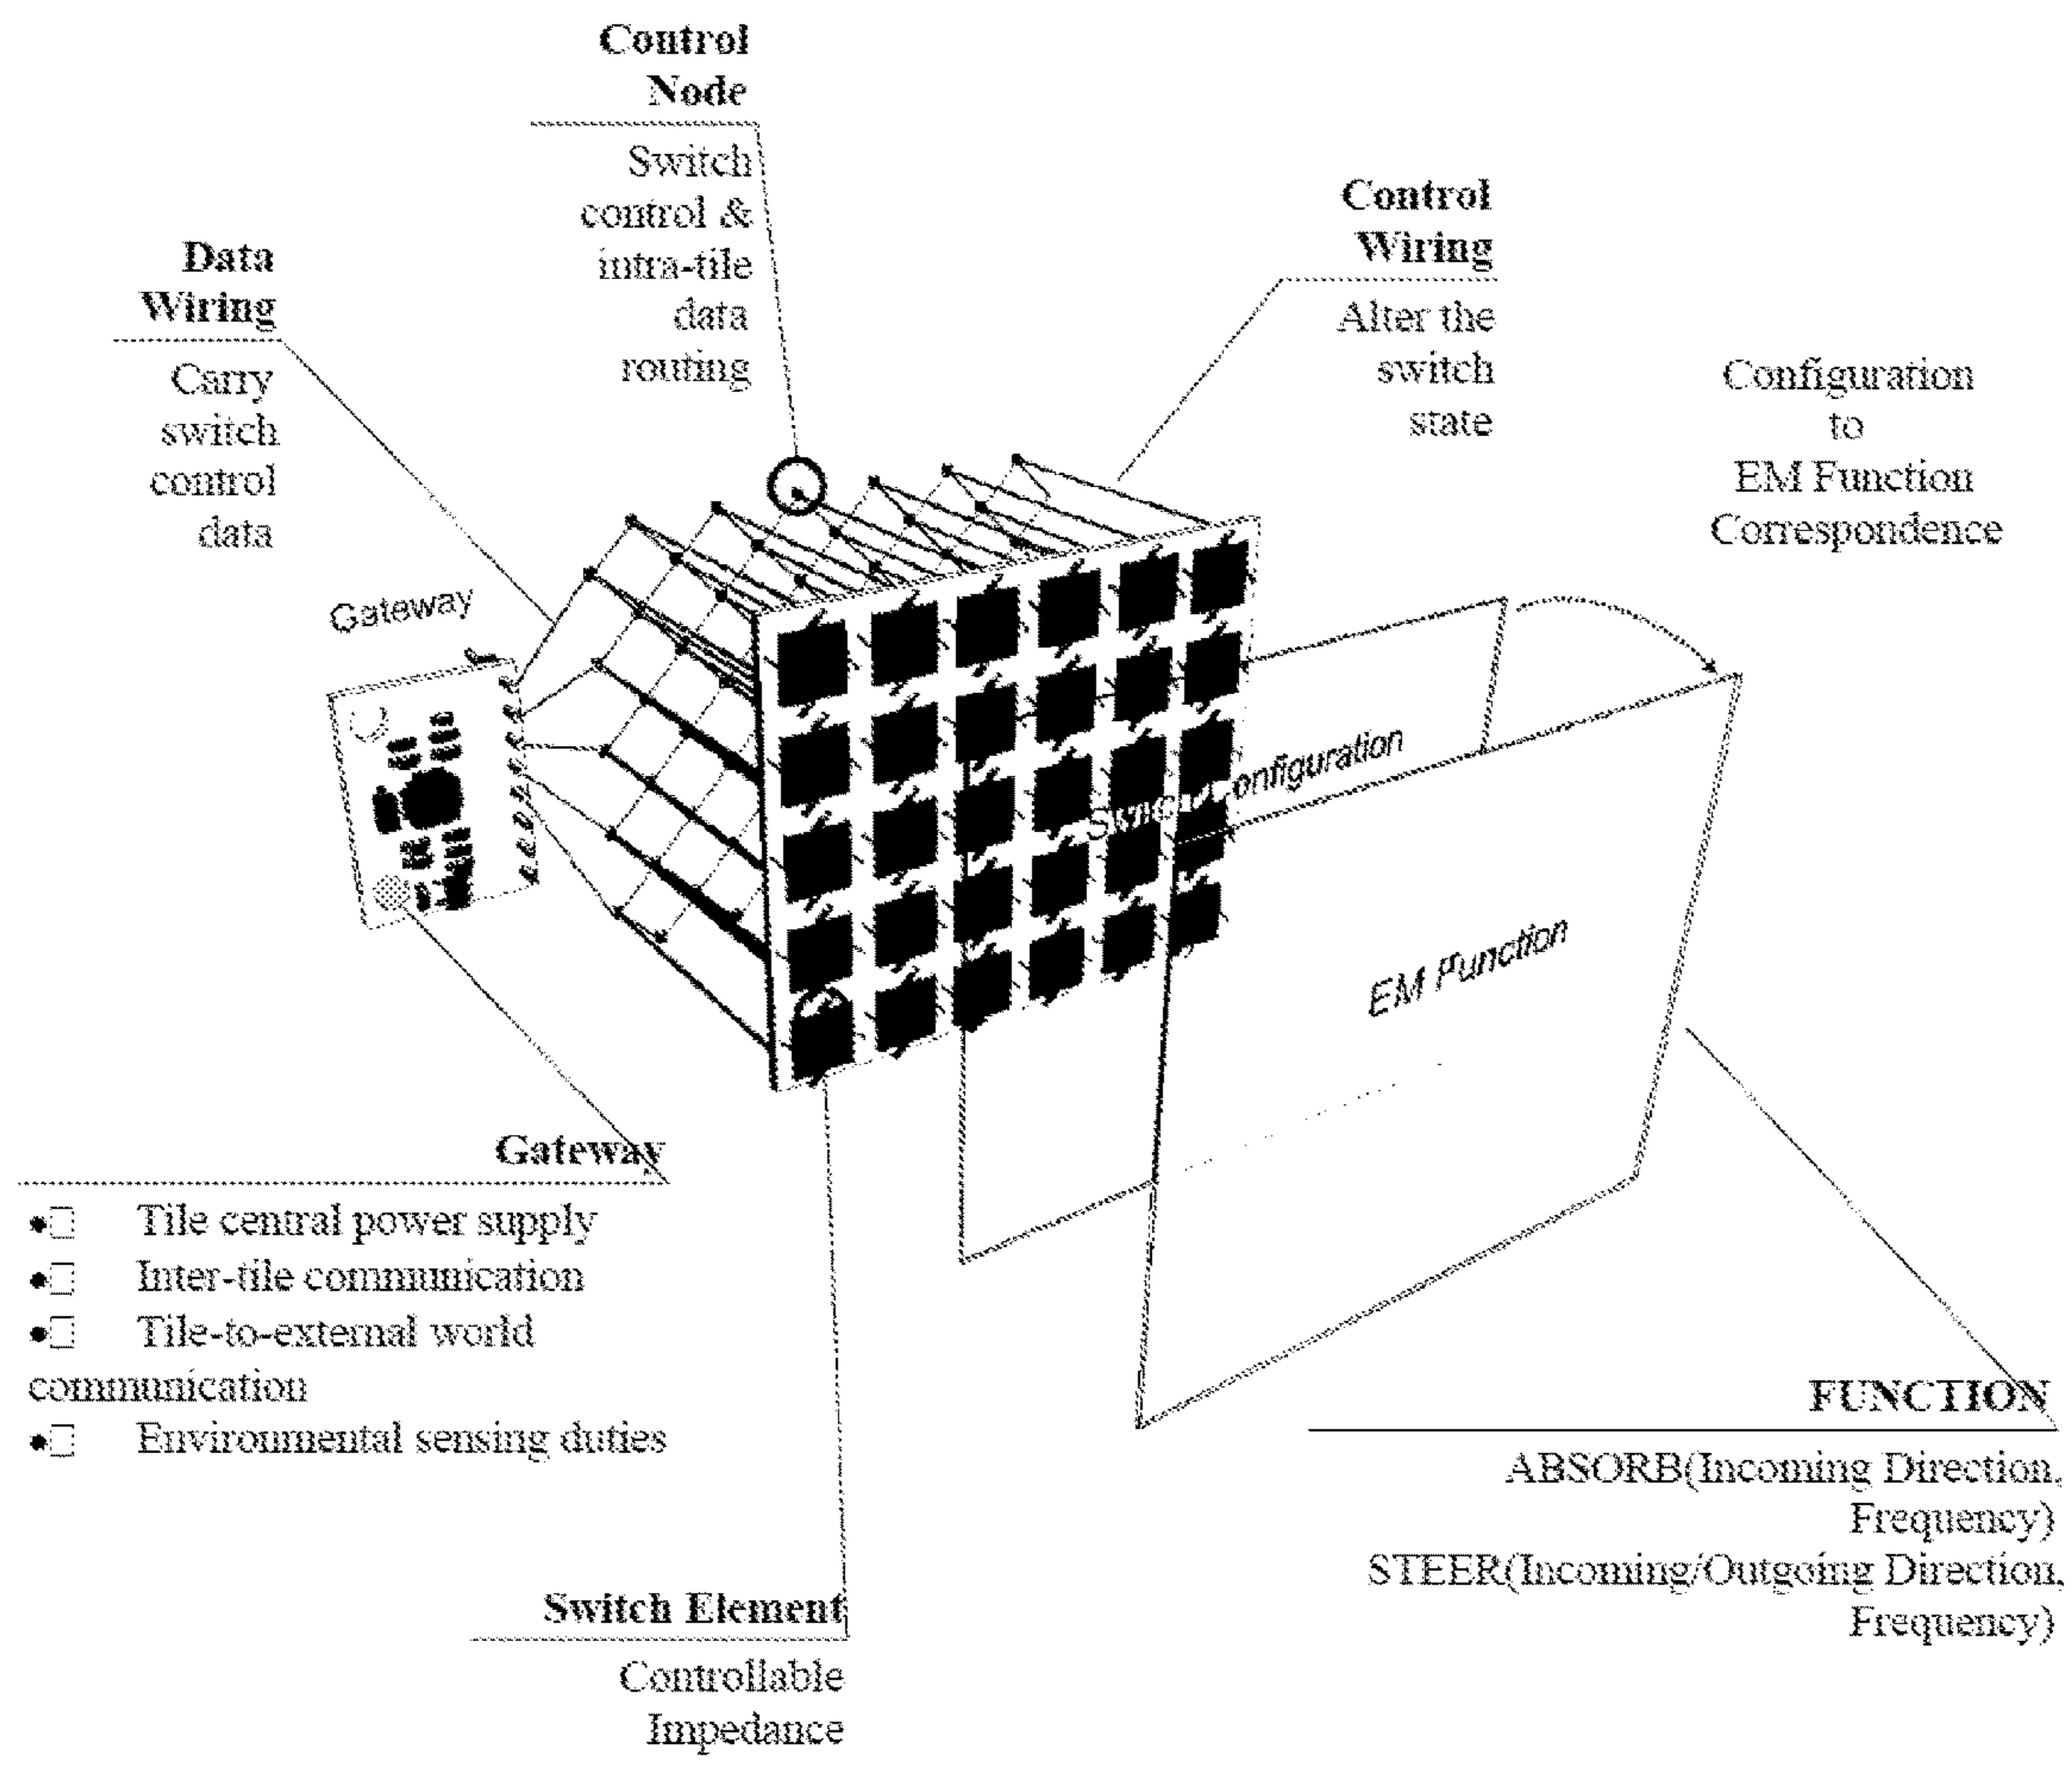 Control
Node
Switch
control &
intra-tile
data
routing
Data
Wiring
Carry
switch
control
data
Control
Wiring
Alter the
switch
state
Configuration
to
EM Function
Correspondence
Gateway
Switch Configuration
EM Function
Gateway
• Tile central power supply
• Inter-tile communication
• Tile-to-external world
communication
• Environmental sensing duties
Switch Element
Controllable
Impedance
FUNCTION
ABSORB(Incoming Direction,
Frequency)
STEER(Incoming/Outgoing Direction,
Frequency)